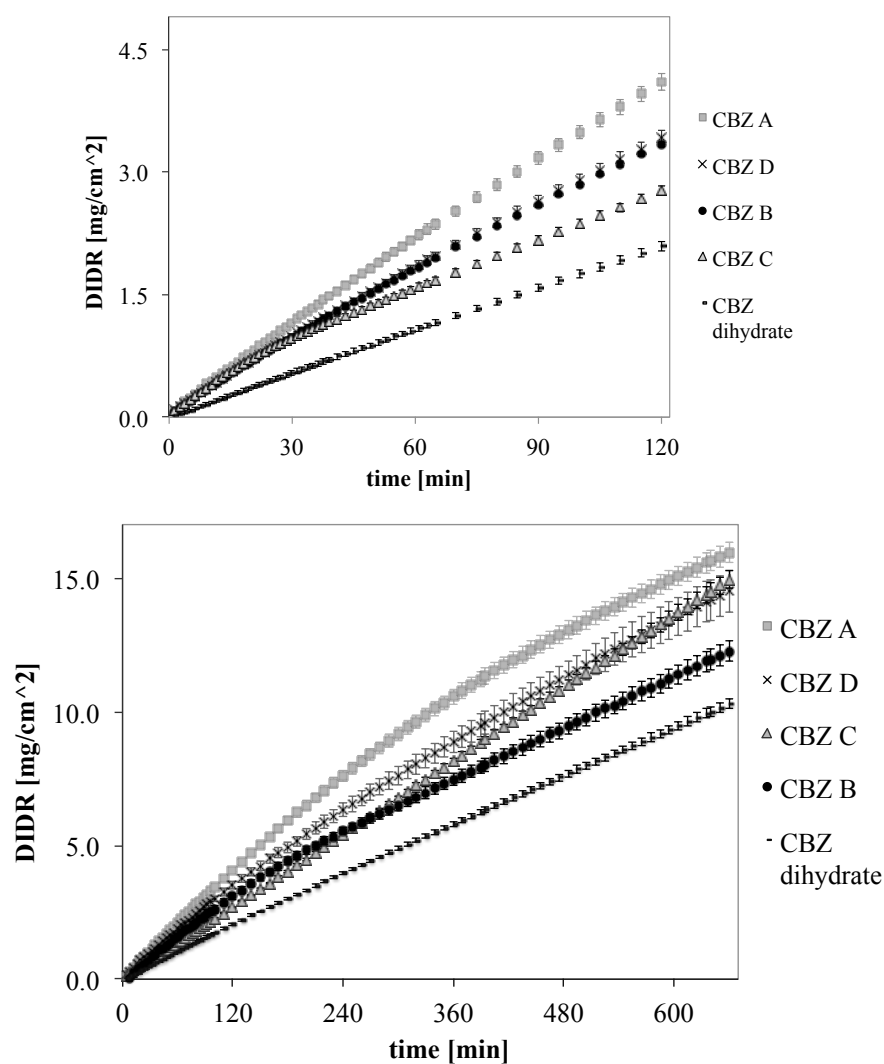 DIDR [mg/cm^2]
4.5
3.0
1.5
0.0
0
30
60
90
120
time [min]
CBZ A
CBZ D
CBZ B
CBZ C
CBZ
dihydrate
DIDR [mg/cm^2]
15.0
10.0
5.0
0.0
0
120
240
360
480
600
time [min]
CBZ A
CBZ D
CBZ C
CBZ B
CBZ
dihydrate